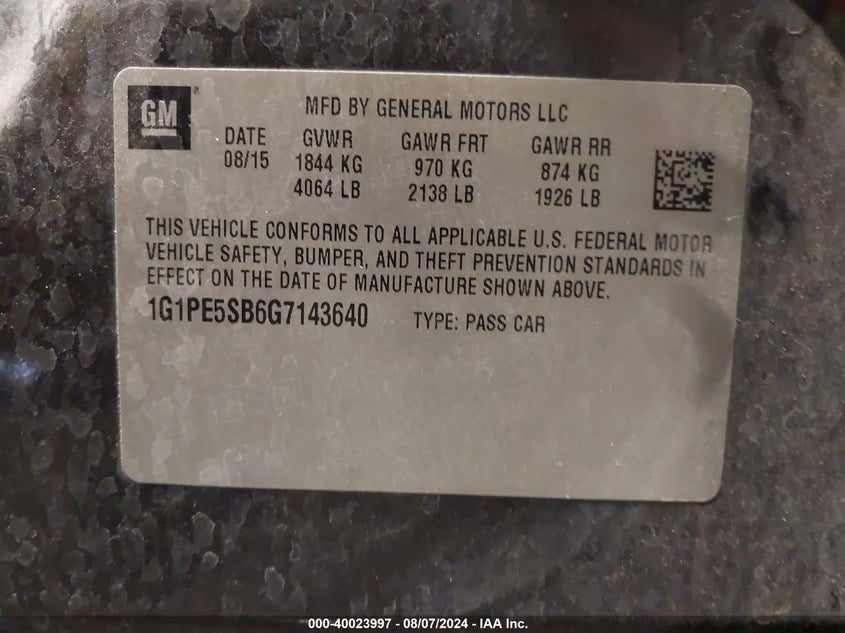 GM
MFD BY GENERAL MOTORS LLC
DATE GVWR GAWR FRT GAWR RR
08/15 1844 KG 970 KG 874 KG
4064 LB 2138 LB 1926 LB
THIS VEHICLE CONFORMS TO ALL APPLICABLE U.S. FEDERAL MOTOR
VEHICLE SAFETY, BUMPER, AND THEFT PREVENTION STANDARDS IN
EFFECT ON THE DATE OF MANUFACTURE SHOWN ABOVE.
1G1PE5SB6G7143640 TYPE: PASS CAR
000-40023997 - 08/07/2024 - IAA Inc.